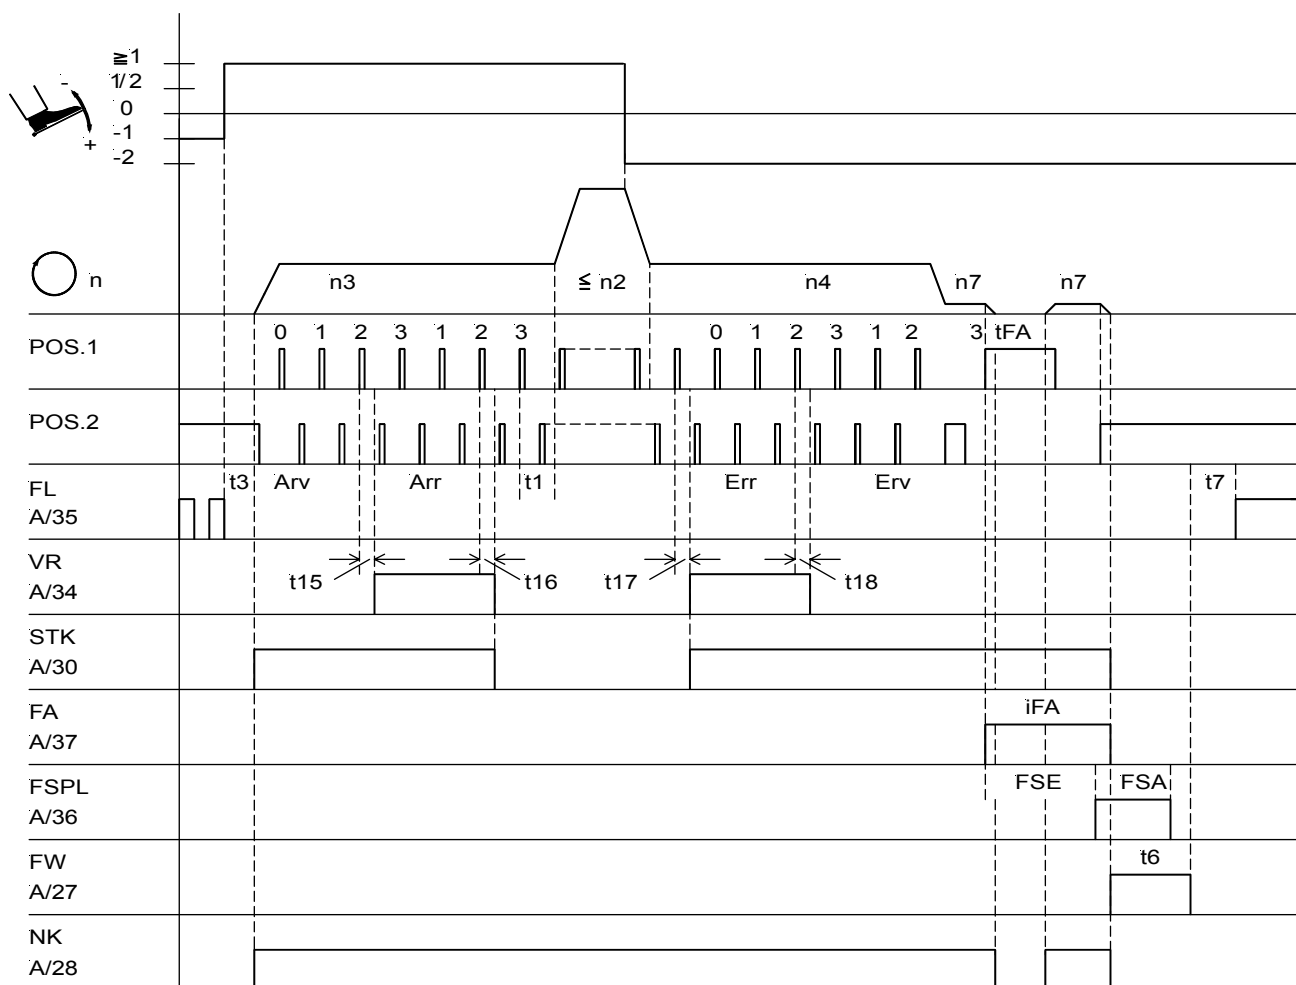 ≧1
- 1/2
0
-1
+ -2
n n3 ≦ n2 n4 n7 n7
0 1 2 3 1 2 3 0 1 2 3 1 2 3 tFA
POS.1
POS.2
t3 Arv Arr t1 Err Erv t7
FL
A/35
VR
t15 t16 t17 t18
A/34
STK
A/30
FA iFA
A/37
FSPL FSE FSA
A/36
FW t6
A/27
NK
A/28